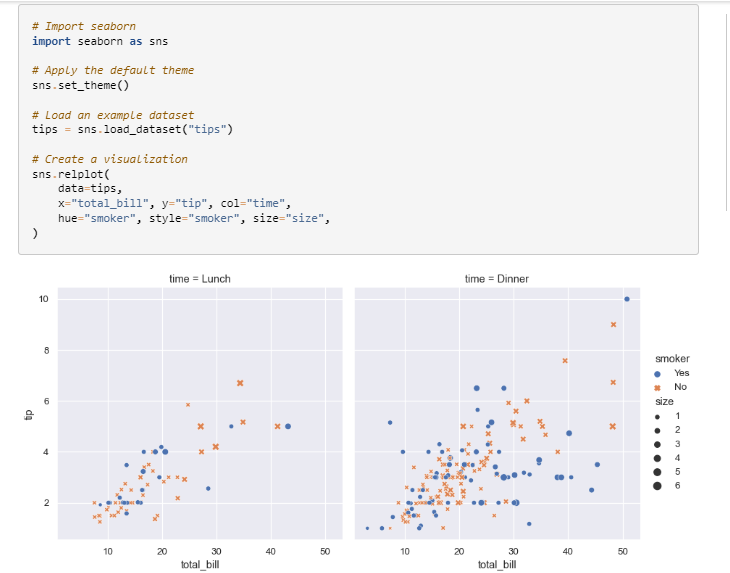 # Import seaborn
import seaborn as sns
# Apply the default theme
sns.set_theme()
# Load an example dataset
tips = sns.load_dataset("tips")
# Create a visualization
sns.relplot(
data=tips,
x="total_bill", y="tip", col="time",
hue="smoker", style="smoker", size="size",
)
time = Lunch
time = Dinner
10
8
6
4
2
tip
10 20 30 40 50
total_bill
10 20 30 40 50
total_bill
smoker
Yes
No
size
1
2
3
4
5
6